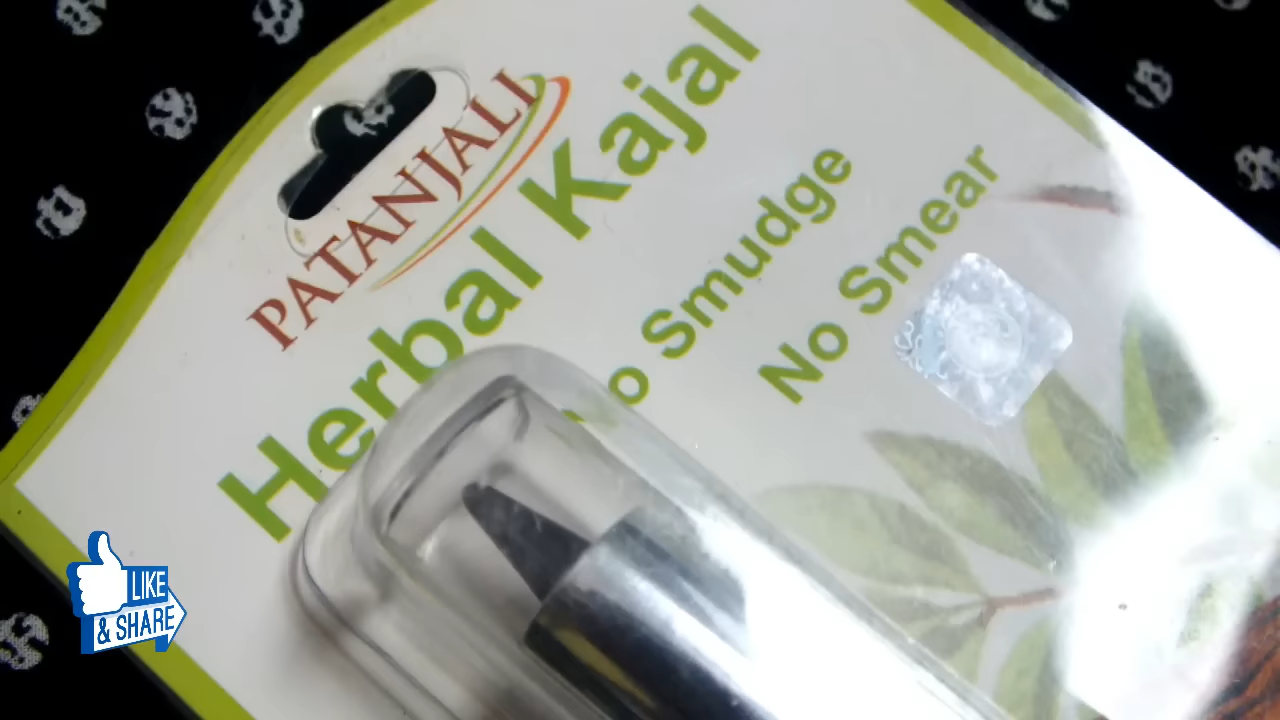 PATANJALI
Herbal Kajal
No Smudge
No Smear
LIKE
& SHARE